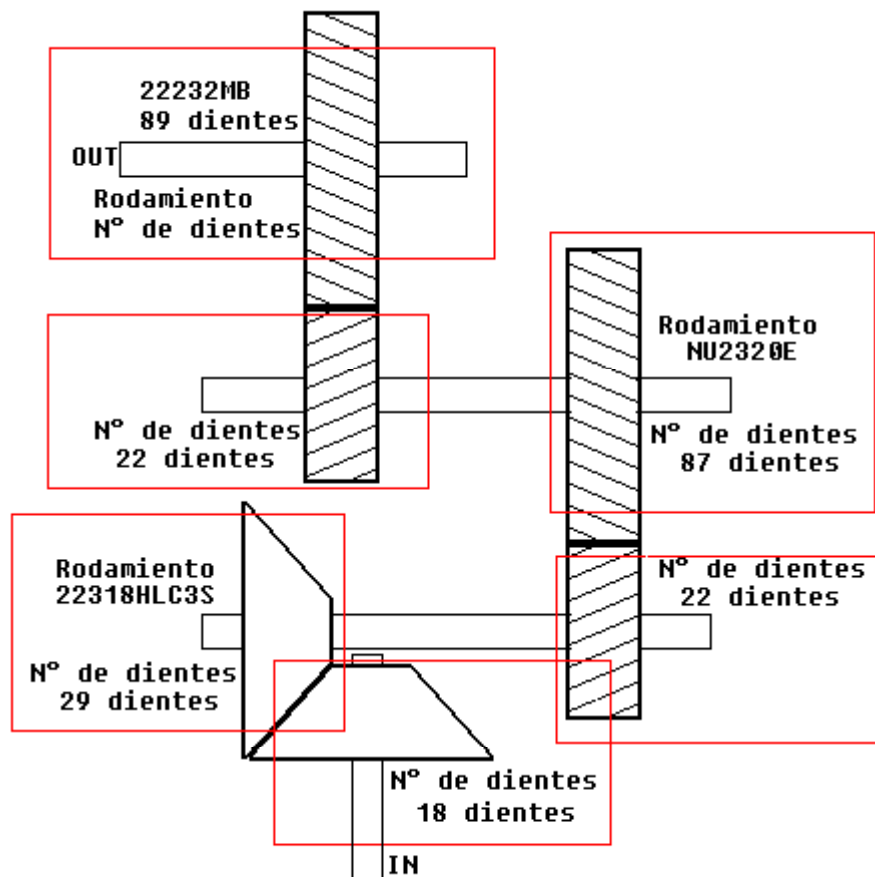 22232MB
89 dientes
OUT
Rodamiento
Nº de dientes
Rodamiento
NU2320E
Nº de dientes
22 dientes
Nº de dientes
87 dientes
Rodamiento
22318HLC3S
Nº de dientes
22 dientes
Nº de dientes
29 dientes
Nº de dientes
18 dientes
IN